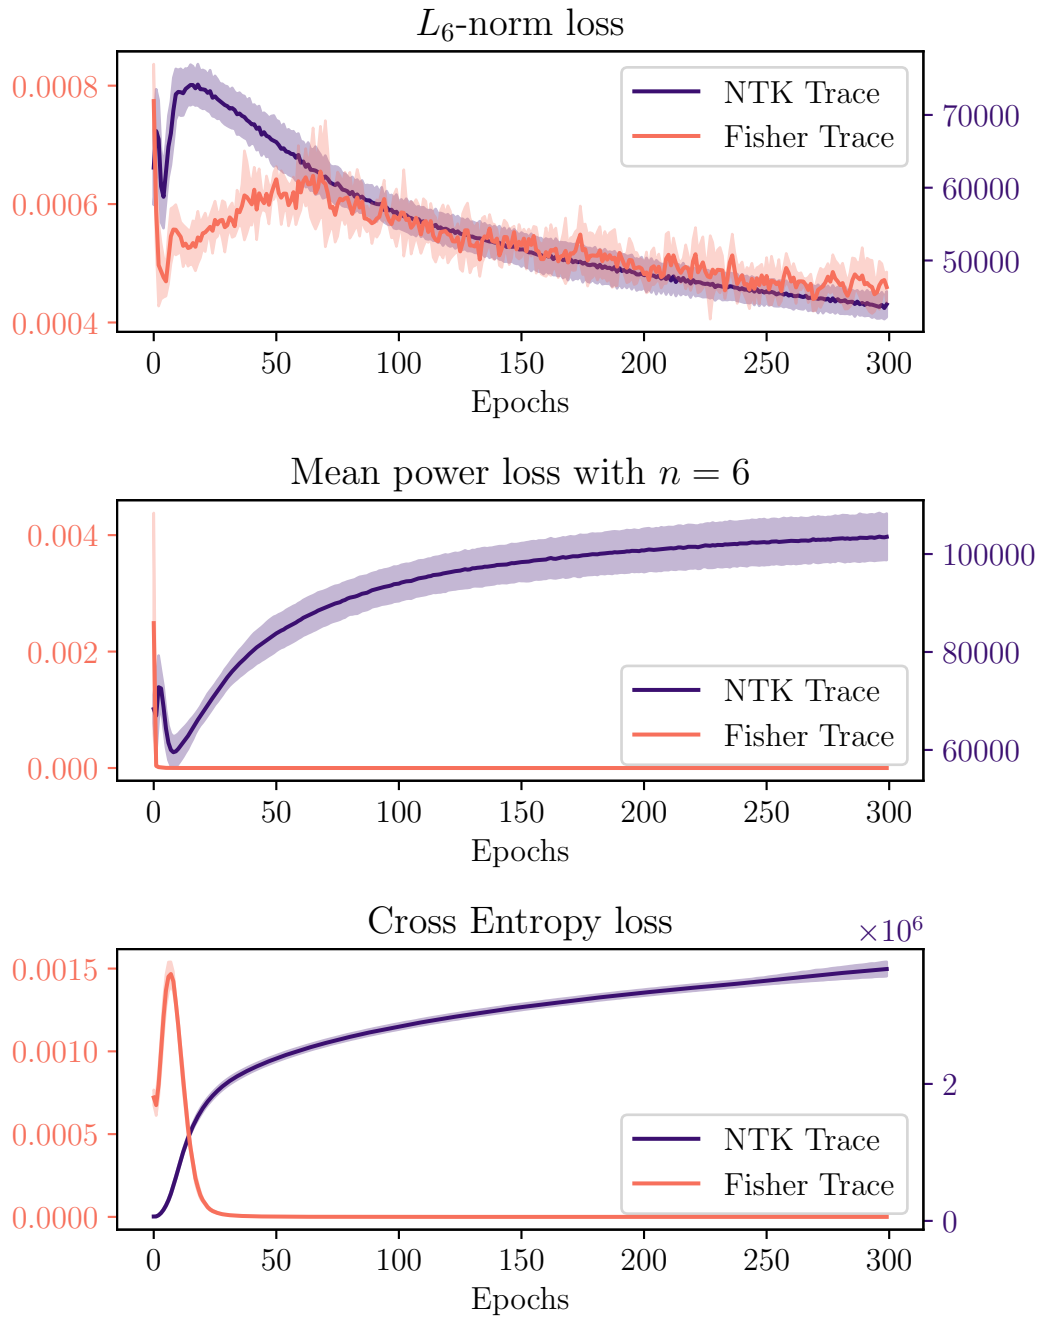 L₆-norm loss
0.0008
0.0006
0.0004
70000
60000
50000
NTK Trace
Fisher Trace
0 50 100 150 200 250 300
Epochs
Mean power loss with n = 6
0.004
0.002
0.000
100000
80000
60000
NTK Trace
Fisher Trace
0 50 100 150 200 250 300
Epochs
Cross Entropy loss
×10⁶
0.0015
0.0010
0.0005
0.0000
2
0
NTK Trace
Fisher Trace
0 50 100 150 200 250 300
Epochs